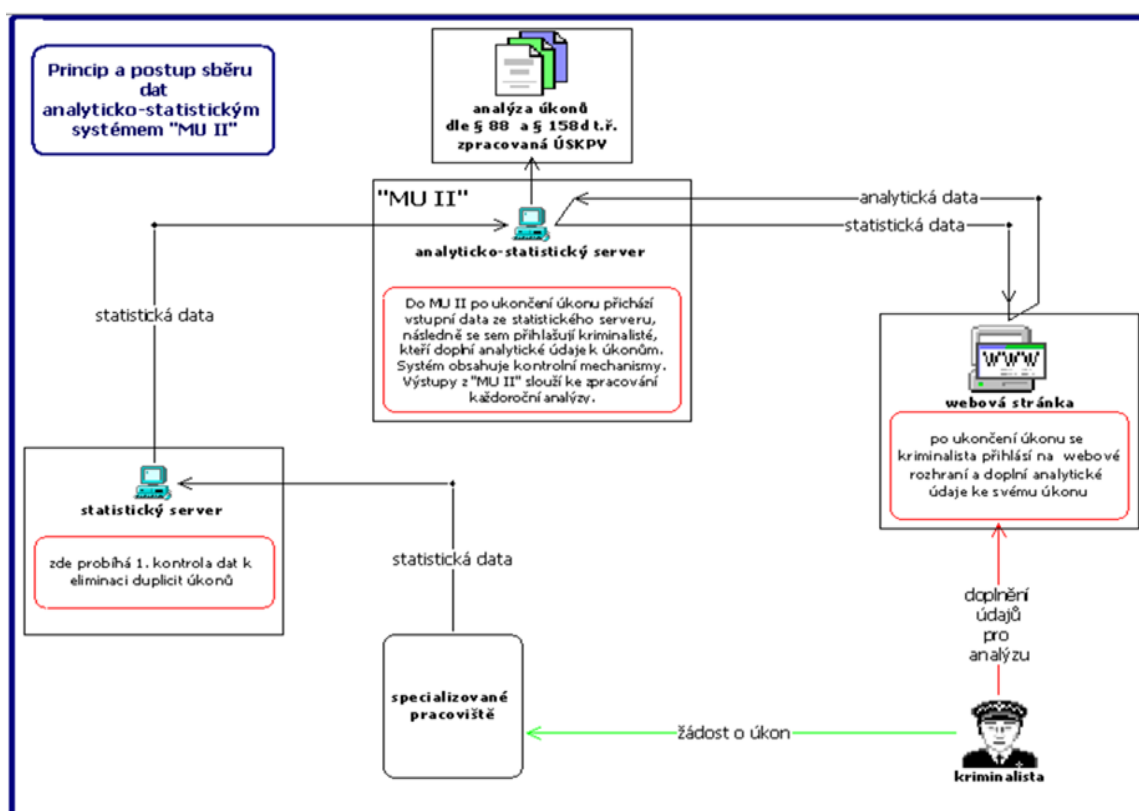 Princip a postup sběru
dat
analyticko-statistickým
systémem "MU II"
analýza úkonů
dle § 88 a § 158d t.ř.
zpracovaná ÚSKPV
"MU II"
analyticko-statistický server
Do MU II po ukončení úkonu přichází
vstupní data ze statistického serveru,
následně se sem přihlašují kriminalisté,
kteří doplní analytické údaje k úkonům.
Systém obsahuje kontrolní mechanismy.
Výstupy z "MU II" slouží ke zpracování
každoroční analýzy.
analytická data
statistická data
statistická data
WWW
webová stránka
po ukončení úkonu se
kriminalista přihlásí na webové
rozhraní a doplní analytické
údaje ke svému úkonu
statistický server
zde probíhá 1. kontrola dat k
eliminaci duplicit úkonů
statistická data
doplnění
údajů
pro
analýzu
specializované
pracoviště
žádost o úkon
kriminalista